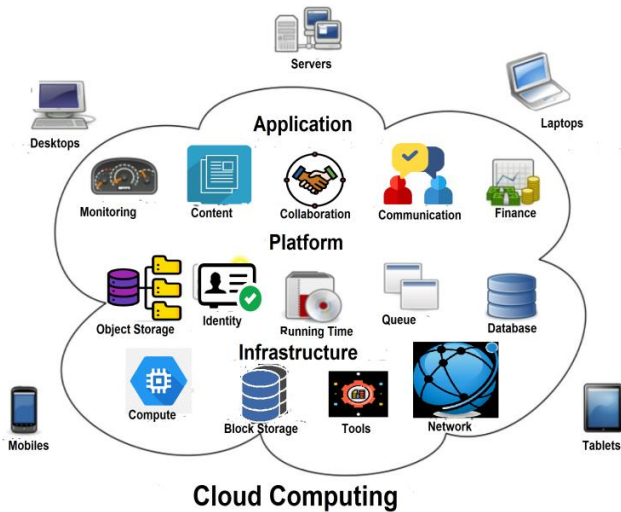 Servers
Desktops
Laptops
Application
Monitoring
Content
Collaboration
Communication
Finance
Platform
Object Storage
Identity
Running Time
Queue
Database
Infrastructure
Compute
Block Storage
Tools
Network
Mobiles
Tablets
Cloud Computing